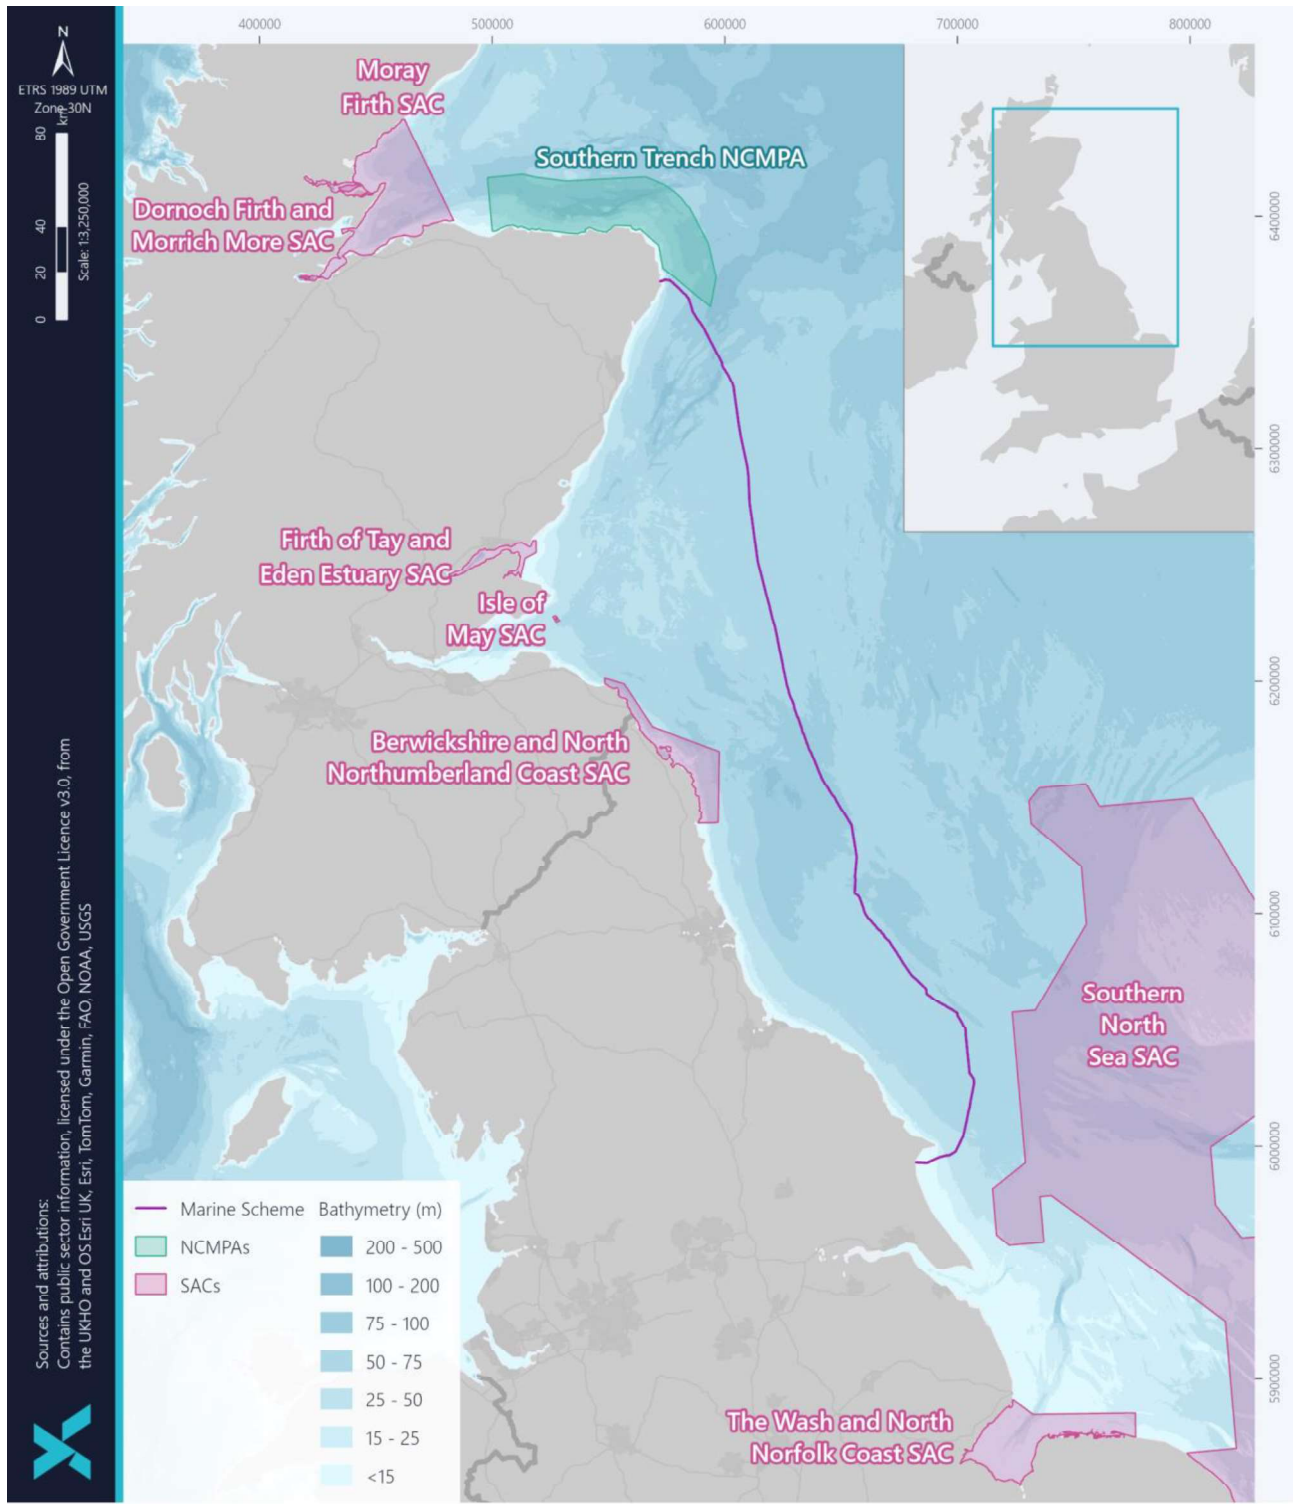 400000
500000
600000
700000
800000
N
ETRS 1989 UTM
Zone 30N
km
80
40
20
0
Scale: 1:3,250,000
Moray
Firth SAC
Southern Trench NCMPA
Dornoch Firth and
Morrich More SAC
6400000
6300000
Firth of Tay and
Eden Estuary SAC
Isle of
May SAC
6200000
Berwickshire and North
Northumberland Coast SAC
6100000
Southern
North
Sea SAC
6000000
5900000
The Wash and North
Norfolk Coast SAC
Marine Scheme
NCMPAs
SACs
Bathymetry (m)
200 - 500
100 - 200
75 - 100
50 - 75
25 - 50
15 - 25
<15
Sources and attributions:
Contains public sector information, licensed under the Open Government Licence v3.0, from
the UKHO and OS Esri UK, Esri, TomTom, Garmin, FAO, NOAA, USGS